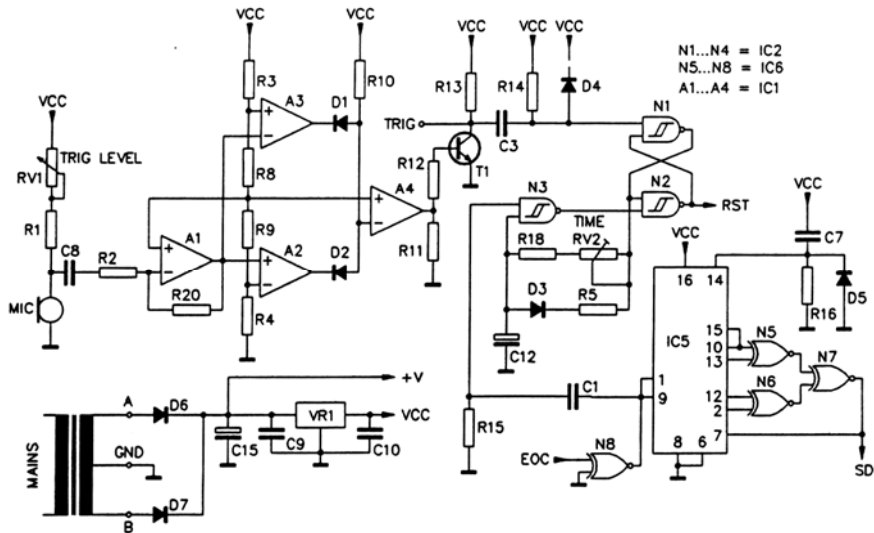 VCC
VCC
VCC
VCC
VCC
N1...N4 = IC2
N5...N8 = IC6
A1...A4 = IC1
R3
R10
R13
R14
D4
N1
A3
D1
VCC
TRIG
C3
TRIG LEVEL
RV1
T1
R8
R12
N3
N2
RST
A4
TIME
VCC
R1
A1
R9
A2
R11
R18
RV2
C7
C8
R2
D2
VCC
R20
D3
R5
16
14
R16
D5
MIC
R4
IC5
C12
15
10
13
N5
N7
+V
C1
1
9
12
2
N6
A
D6
VR1
VCC
R15
N8
8
6
7
MAINS
GND
C15
C9
C10
EOC
SD
D7
B